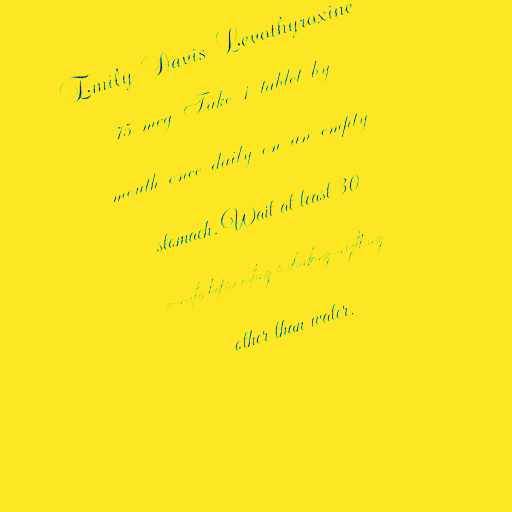 Emily Davis Levothyroxine
75 mcg Take 1 tablet by
mouth once daily on an empty
stomach. Wait at least 30
minutes before eating or drinking anything
other than water.